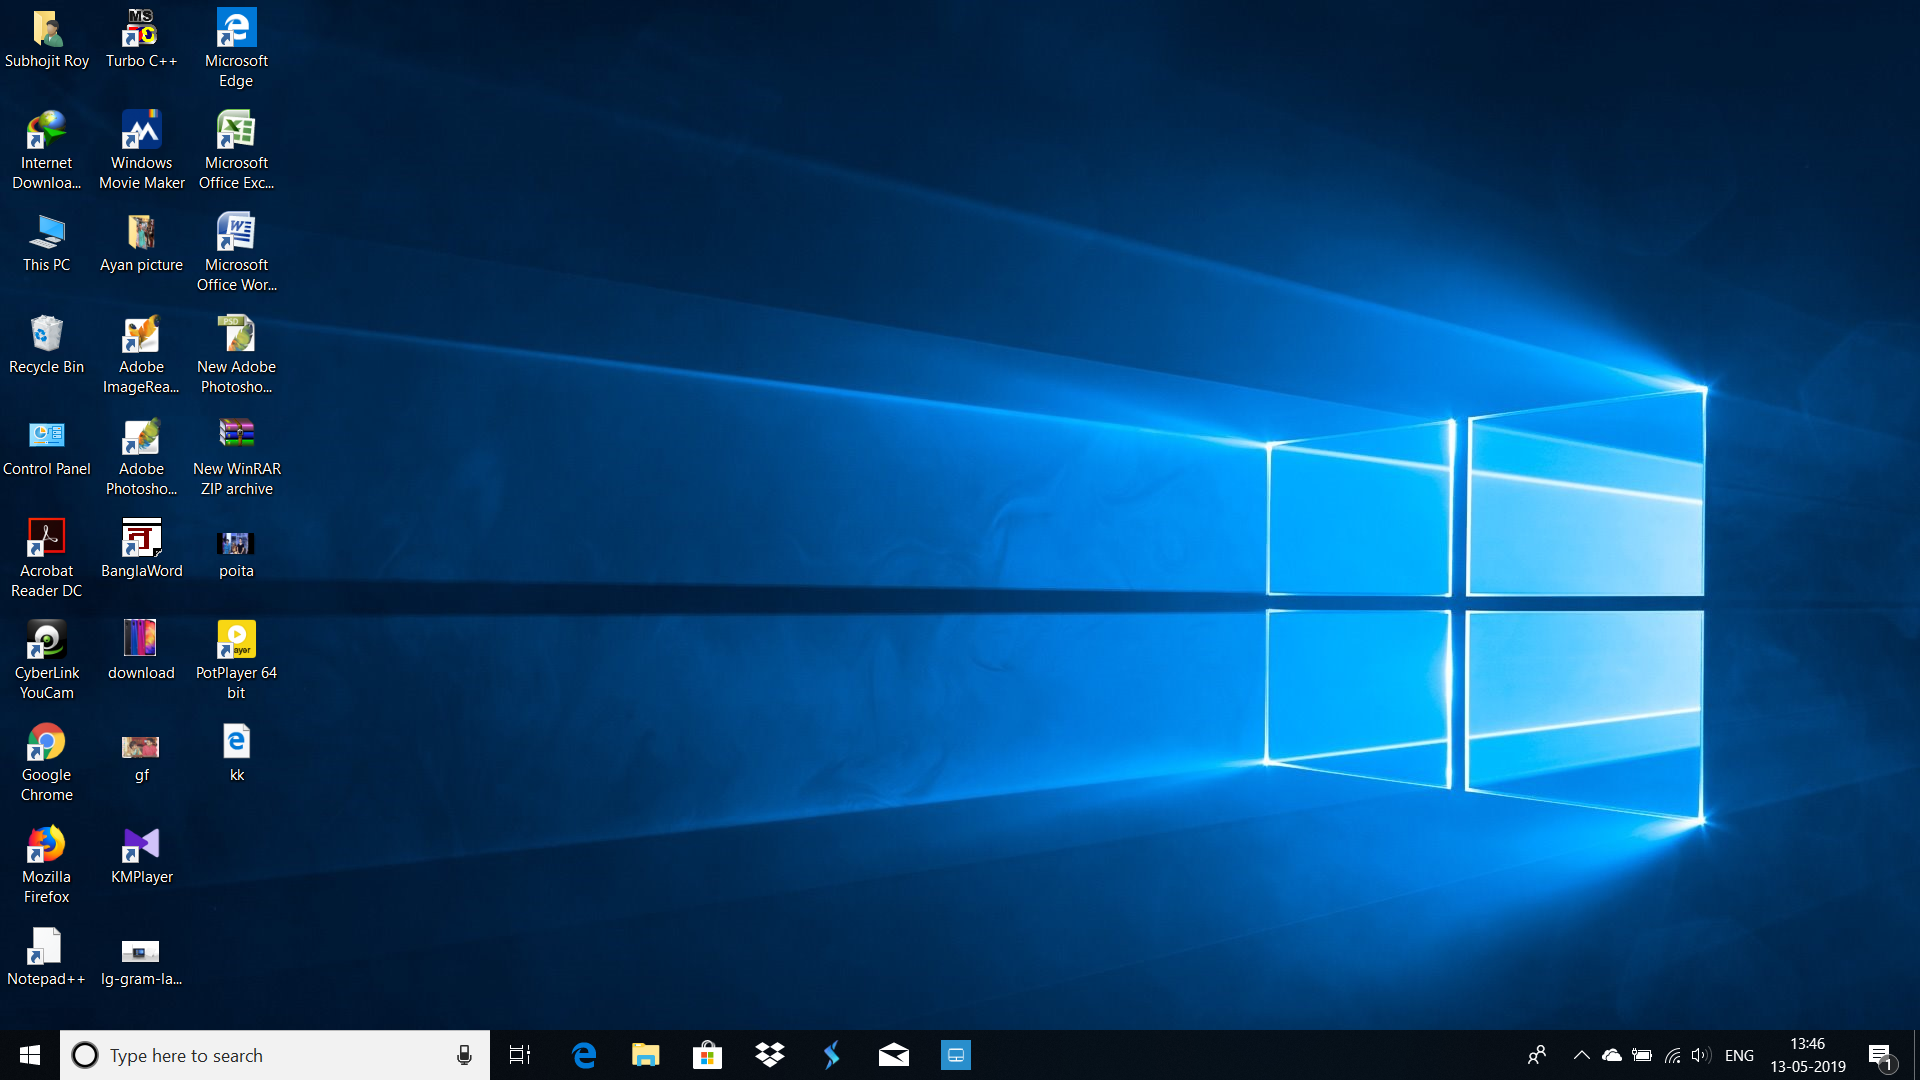 Subhojit Roy
Turbo C++
Microsoft
Edge
Internet
Downloa...
Windows
Movie Maker
Microsoft
Office Exc...
This PC
Ayan picture
Microsoft
Office Wor...
Recycle Bin
Adobe
ImageRea...
New Adobe
Photosho...
Control Panel
Adobe
Photosho...
New WinRAR
ZIP archive
Acrobat
Reader DC
BanglaWord
poita
CyberLink
YouCam
download
PotPlayer 64
bit
Google
Chrome
gf
kk
Mozilla
Firefox
KMPlayer
Notepad++
lg-gram-la...
MS
PSD
ayer
Type here to search
ENG
13:46
13-05-2019
1